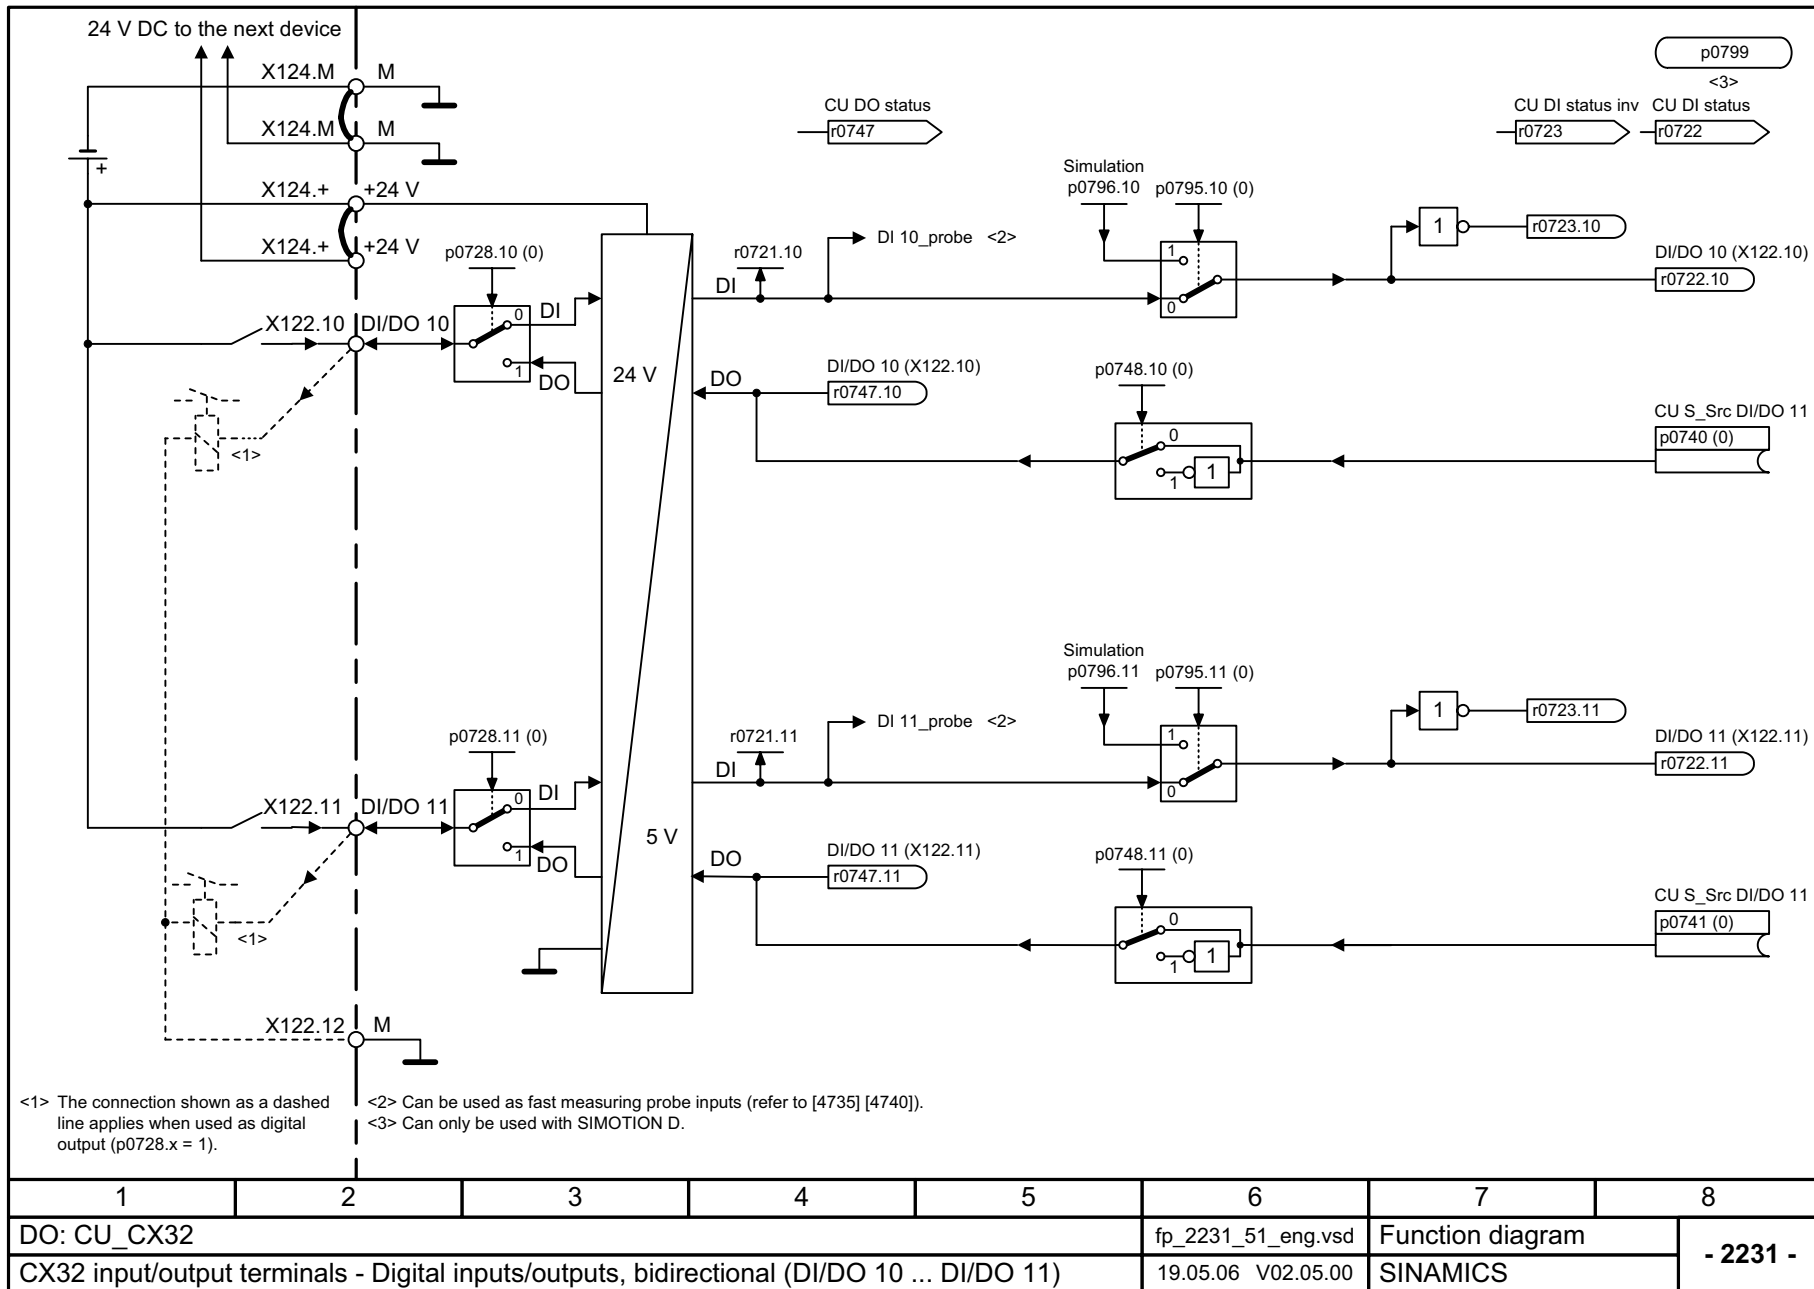 24 V DC to the next device
X124.M
M
X124.M
M
+
X124.+
+24 V
X124.+
+24 V
p0799
<3>
CU DO status
r0747
CU DI status inv
r0723
CU DI status
r0722
p0728.10 (0)
X122.10
DI/DO 10
0
DI
1
DO
<1>
24 V
5 V
DI
r0721.10
DI 10_probe <2>
Simulation
p0796.10
p0795.10 (0)
1
0
1
r0723.10
DI/DO 10 (X122.10)
r0722.10
DO
DI/DO 10 (X122.10)
r0747.10
p0748.10 (0)
0
1
1
CU S_Src DI/DO 11
p0740 (0)
p0728.11 (0)
X122.11
DI/DO 11
0
DI
1
DO
<1>
DI
r0721.11
DI 11_probe <2>
Simulation
p0796.11
p0795.11 (0)
1
0
1
r0723.11
DI/DO 11 (X122.11)
r0722.11
DO
DI/DO 11 (X122.11)
r0747.11
p0748.11 (0)
0
1
1
CU S_Src DI/DO 11
p0741 (0)
X122.12
M
<1> The connection shown as a dashed
line applies when used as digital
output (p0728.x = 1).
<2> Can be used as fast measuring probe inputs (refer to [4735] [4740]).
<3> Can only be used with SIMOTION D.
1 2 3 4 5 6 7 8
DO: CU_CX32
fp_2231_51_eng.vsd
Function diagram
- 2231 -
CX32 input/output terminals - Digital inputs/outputs, bidirectional (DI/DO 10 ... DI/DO 11)
19.05.06 V02.05.00
SINAMICS